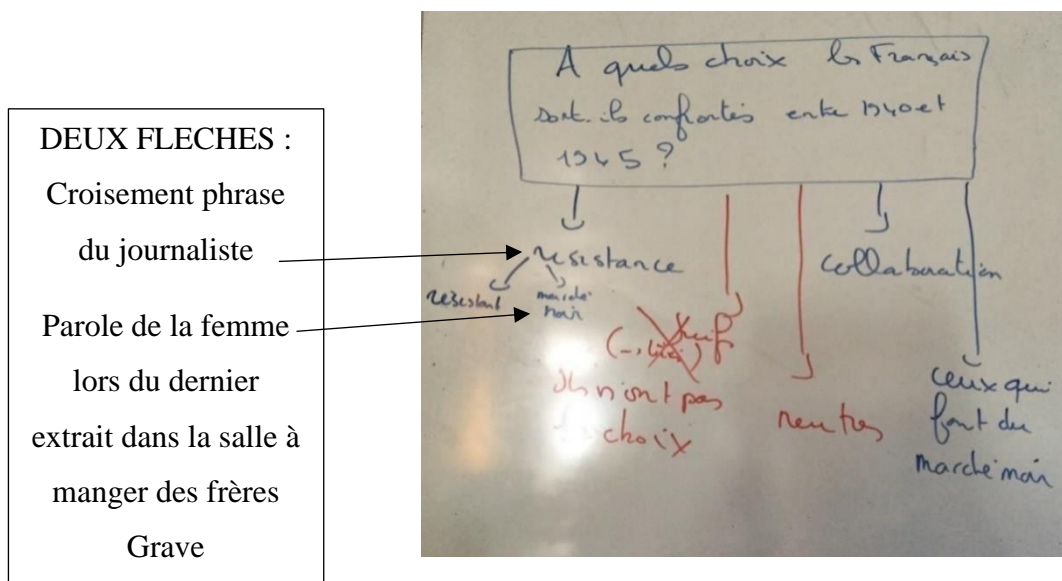 DEUX FLECHES :
Croisement phrase
du journaliste
Parole de la femme
lors du dernier
extrait dans la salle à
manger des frères
Grave
A quels choix les Français
sont-ils confrontés entre 1940 et
1945 ?
résistance
collaboration
résistant
marché
noir
juif
Ils n'ont pas
choix
neutres
ceux qui
font du
marché noir